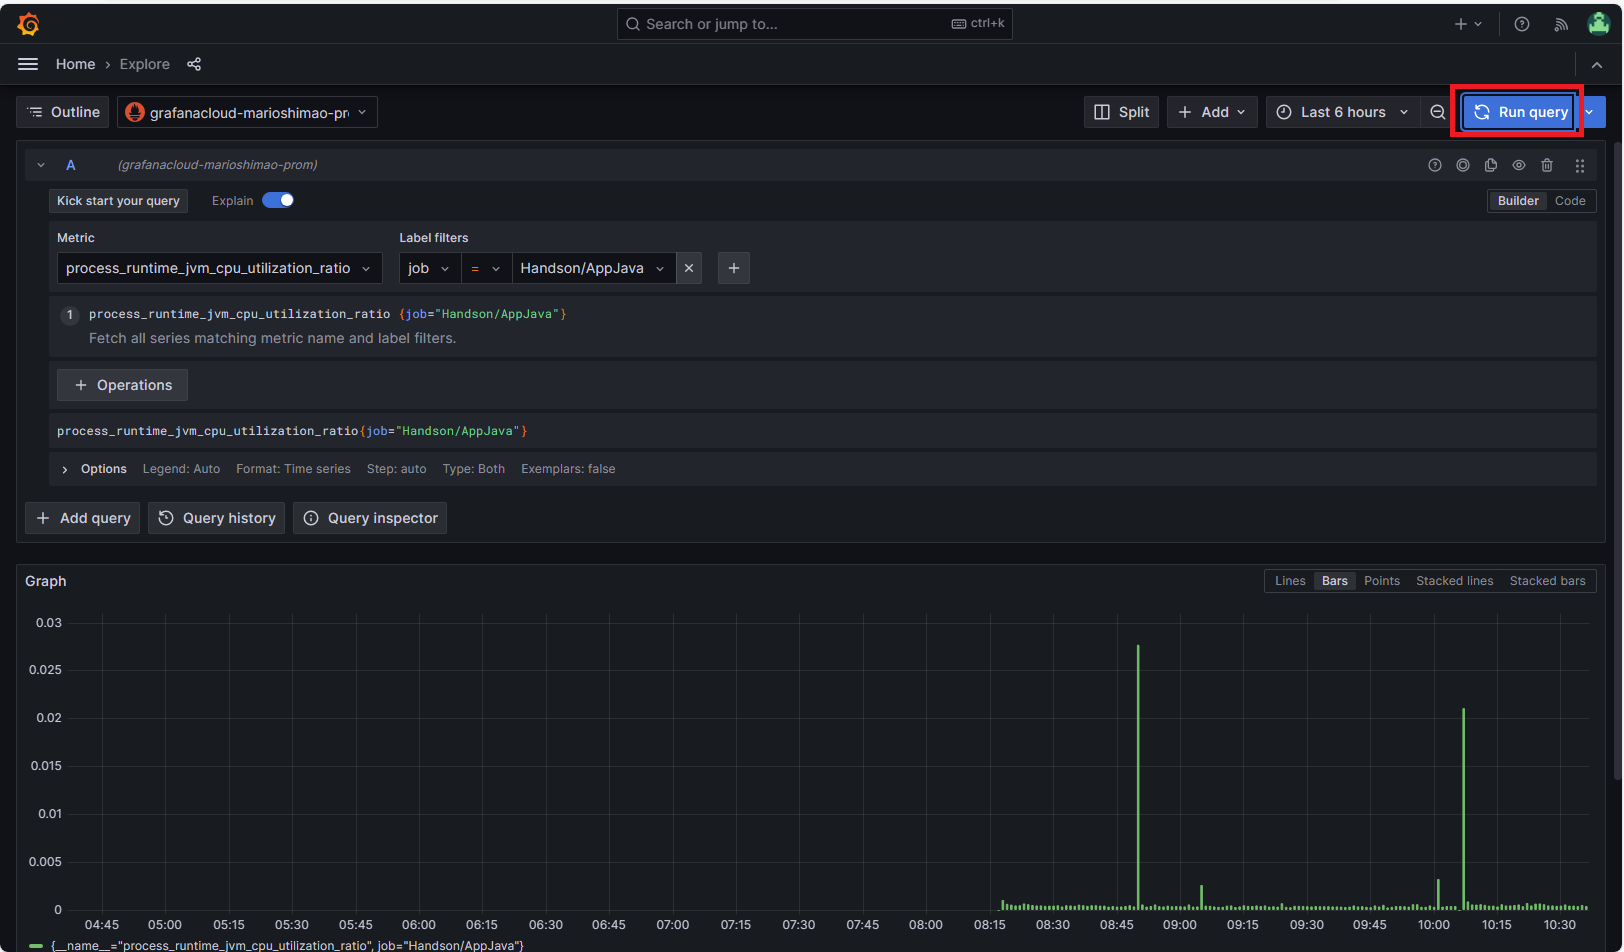 Search or jump to... ctrl+k
Home › Explore
Outline grafanacloud-marioshimao-pr Split Add Last 6 hours Run query
A (grafanacloud-marioshimao-prom)
Kick start your query Explain Builder Code
Metric Label filters
process_runtime_jvm_cpu_utilization_ratio job = Handson/AppJava
1 process_runtime_jvm_cpu_utilization_ratio {job="Handson/AppJava"}
Fetch all series matching metric name and label filters.
+ Operations
process_runtime_jvm_cpu_utilization_ratio{job="Handson/AppJava"}
Options Legend: Auto Format: Time series Step: auto Type: Both Exemplars: false
+ Add query Query history Query inspector
Graph Lines Bars Points Stacked lines Stacked bars
0.03
0.025
0.02
0.015
0.01
0.005
0
04:45 05:00 05:15 05:30 05:45 06:00 06:15 06:30 06:45 07:00 07:15 07:30 07:45 08:00 08:15 08:30 08:45 09:00 09:15 09:30 09:45 10:00 10:15 10:30
{__name__="process_runtime_jvm_cpu_utilization_ratio", job="Handson/AppJava"}